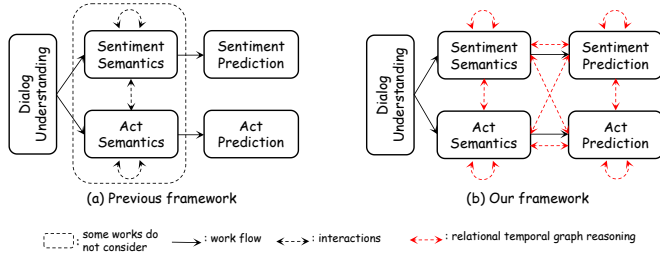 Dialog
Understanding
Sentiment
Semantics
Sentiment
Prediction
Act
Semantics
Act
Prediction
(a) Previous framework
Dialog
Understanding
Sentiment
Semantics
Sentiment
Prediction
Act
Semantics
Act
Prediction
(b) Our framework
: some works do
not consider
: work flow
: interactions
: relational temporal graph reasoning